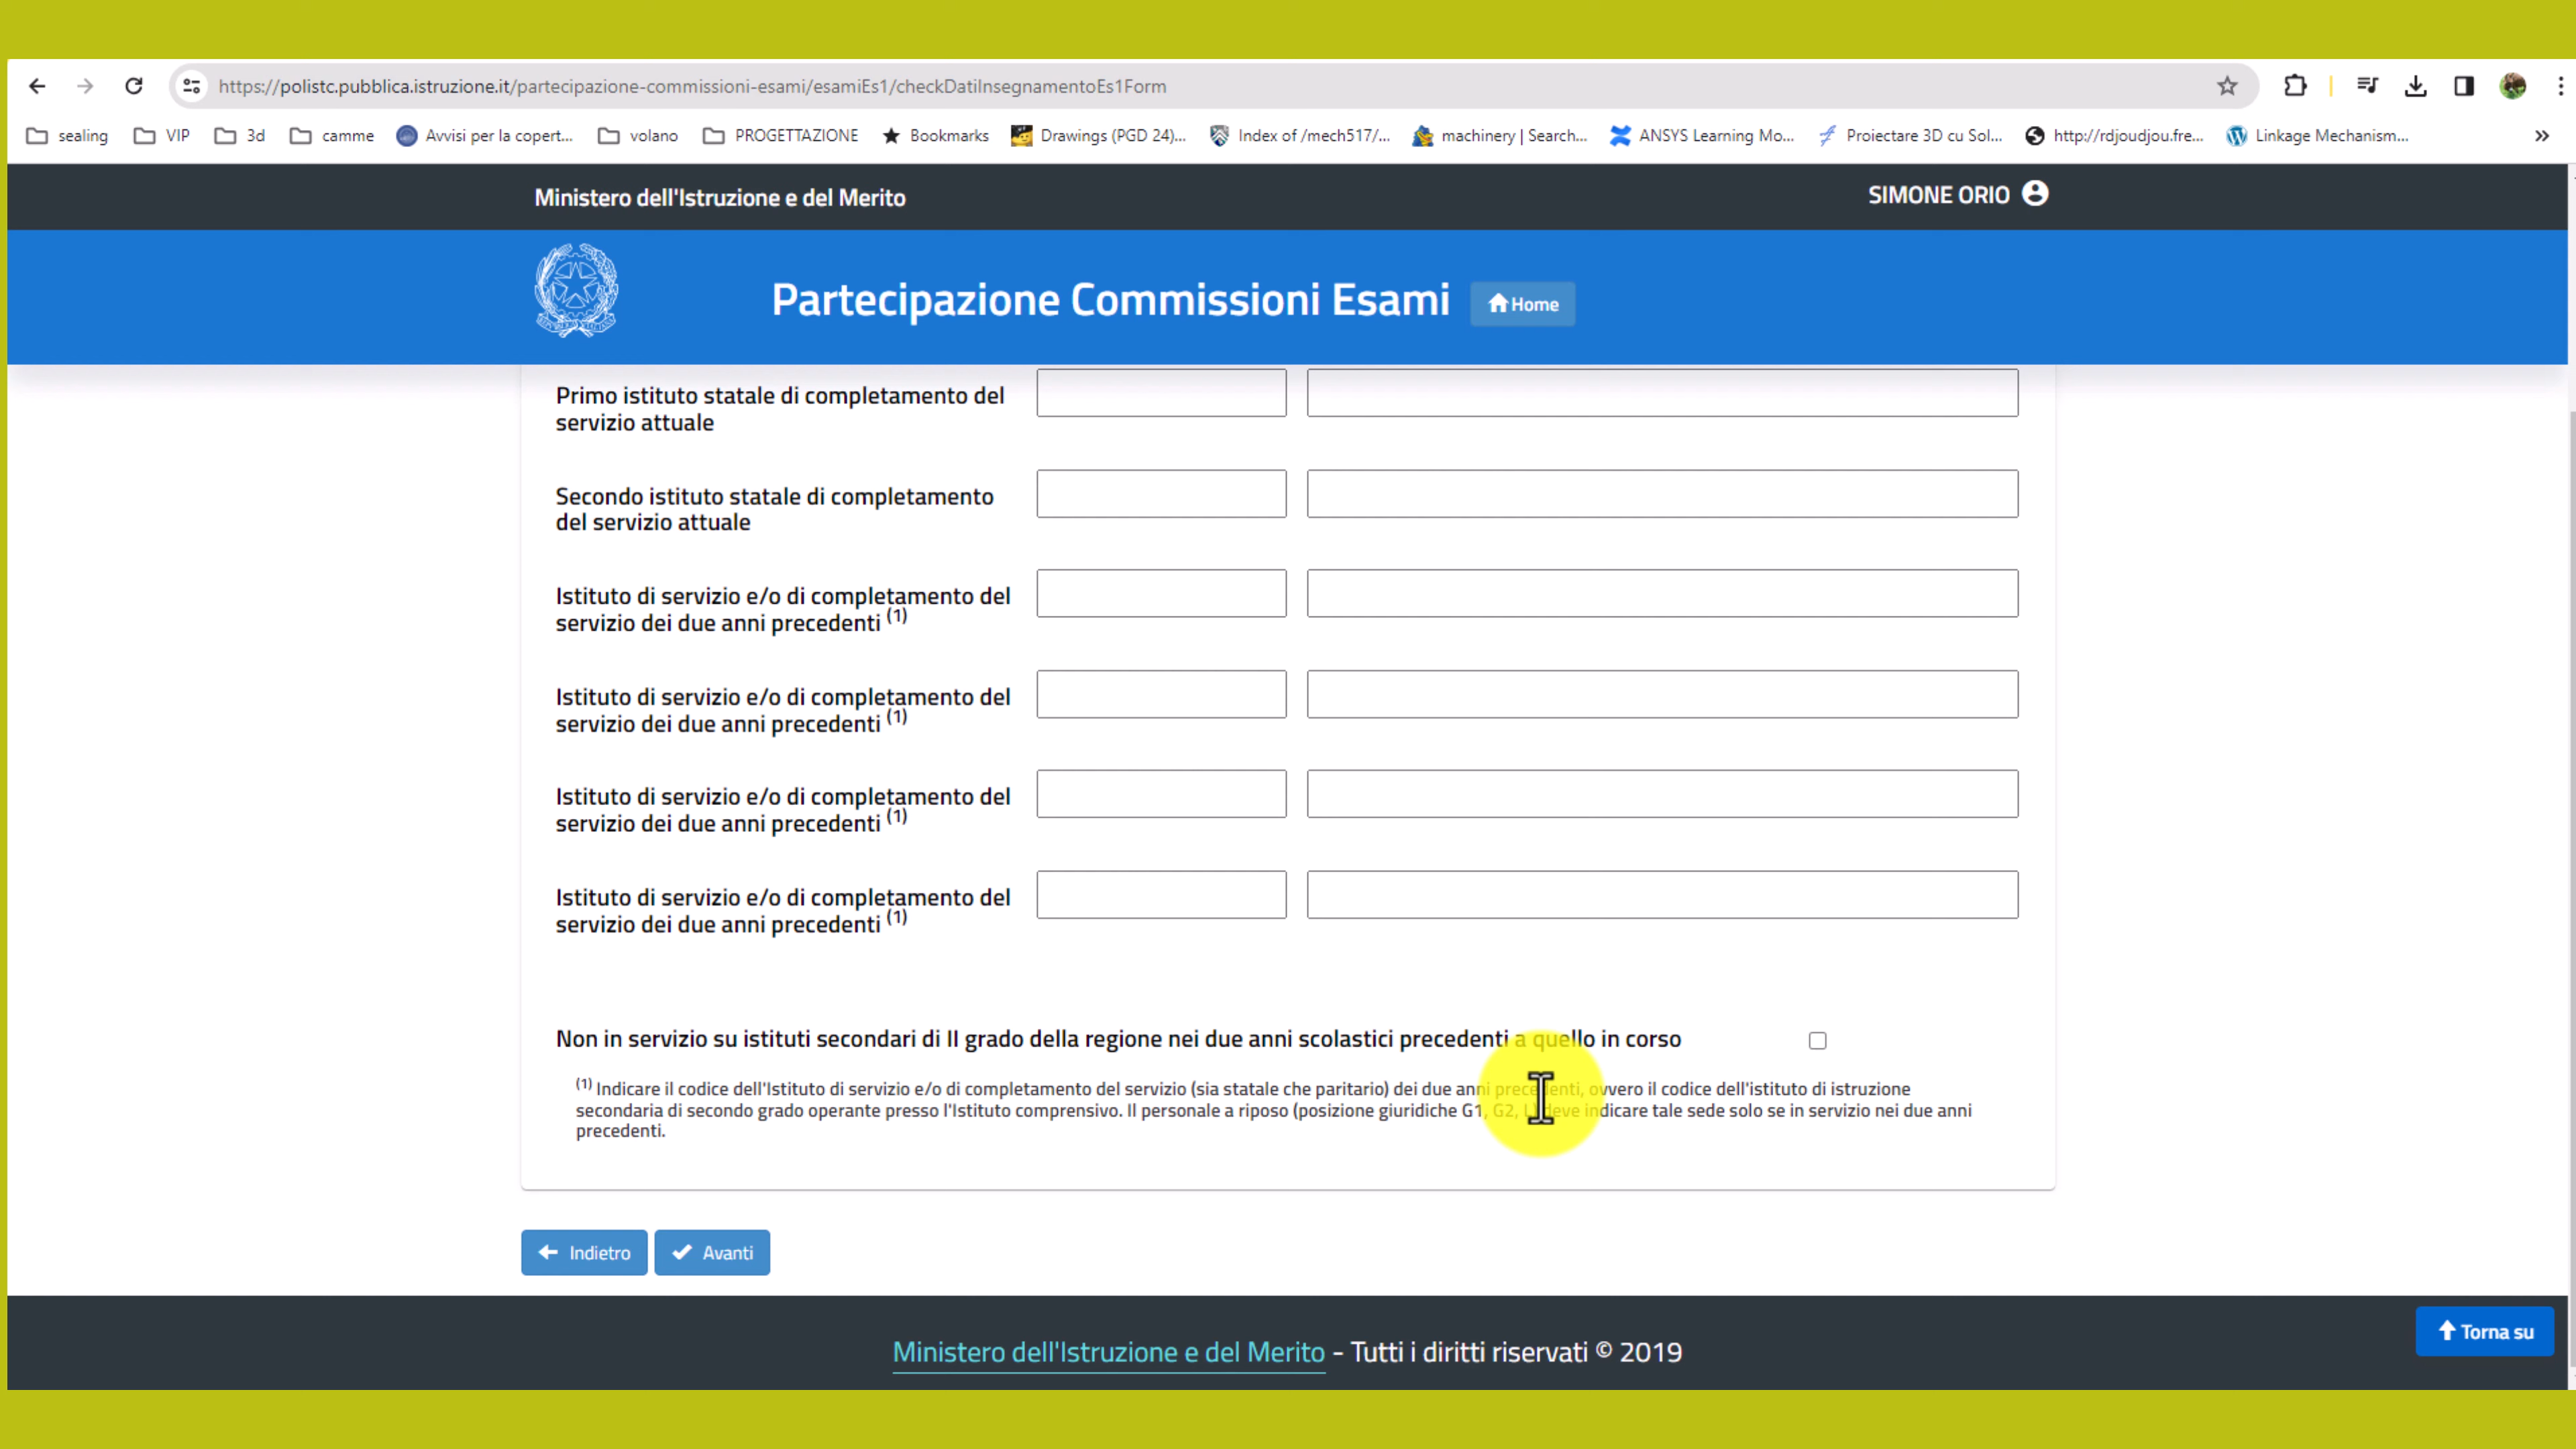 https://polistc.pubblica.istruzione.it/partecipazione-commissioni-esami/esamiEs1/checkDatiInsegnamentoEs1Form
sealing VIP 3d camme Avvisi per la copert... volano PROGETTAZIONE Bookmarks Drawings (PGD 24)... Index of /mech517/... machinery | Search... ANSYS Learning Mo... Proiectare 3D cu Sol... http://rdjoudjou.fre... Linkage Mechanism... »
Ministero dell'Istruzione e del Merito SIMONE ORIO
Partecipazione Commissioni Esami Home
Primo istituto statale di completamento del
servizio attuale
Secondo istituto statale di completamento
del servizio attuale
Istituto di servizio e/o di completamento del
servizio dei due anni precedenti (1)
Istituto di servizio e/o di completamento del
servizio dei due anni precedenti (1)
Istituto di servizio e/o di completamento del
servizio dei due anni precedenti (1)
Istituto di servizio e/o di completamento del
servizio dei due anni precedenti (1)
Non in servizio su istituti secondari di II grado della regione nei due anni scolastici precedenti a quello in corso
(1) Indicare il codice dell'Istituto di servizio e/o di completamento del servizio (sia statale che paritario) dei due anni precedenti, ovvero il codice dell'istituto di istruzione
secondaria di secondo grado operante presso l'Istituto comprensivo. Il personale a riposo (posizione giuridiche G1, G2, L) deve indicare tale sede solo se in servizio nei due anni
precedenti.
Indietro Avanti
Torna su
Ministero dell'Istruzione e del Merito - Tutti i diritti riservati © 2019